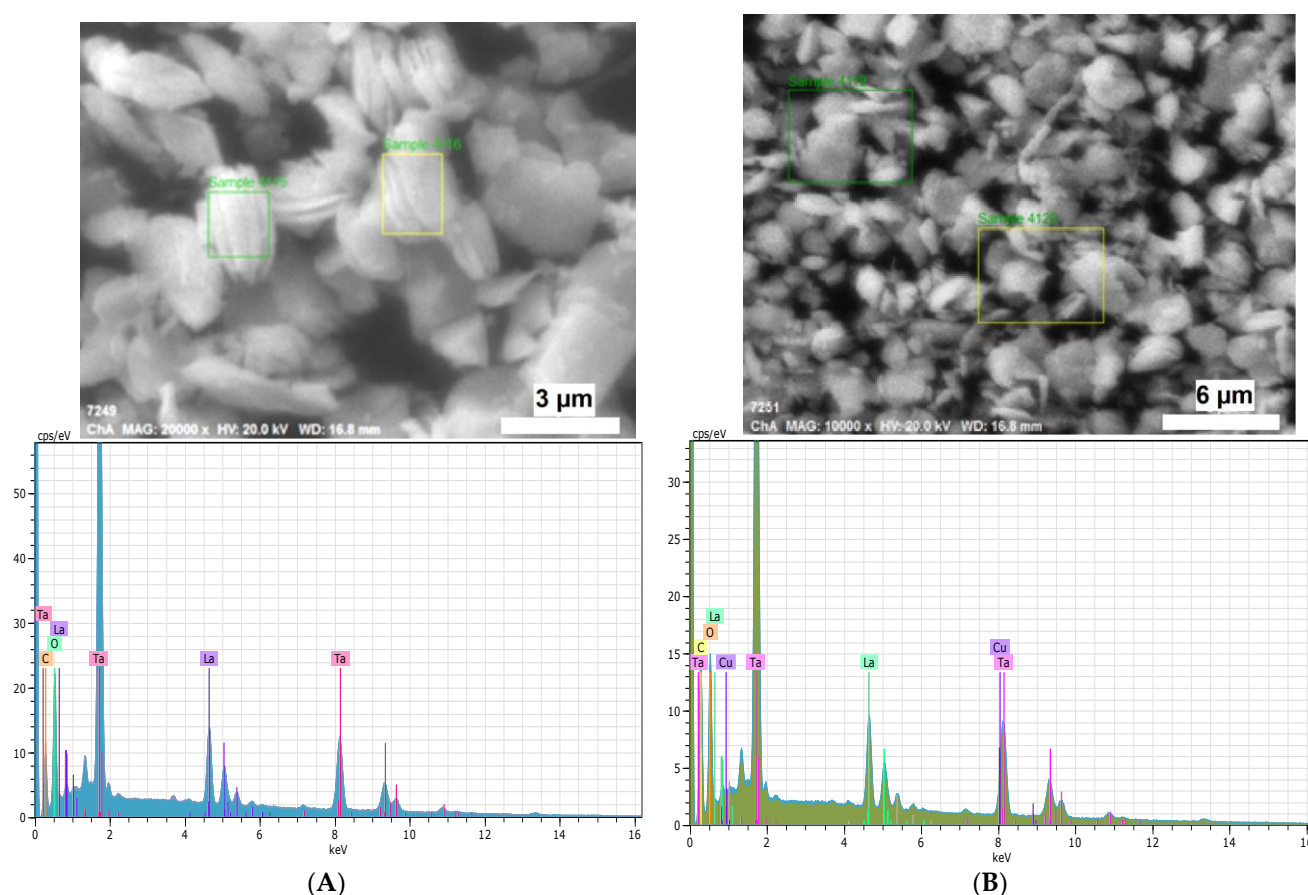 Sample 4115
Sample 4116
3 µm
7249
ChA MAG: 20000 x HV: 20.0 kV WD: 16.8 mm
Sample 4120
6 µm
7251
ChA MAG: 10000 x HV: 20.0 kV WD: 16.8 mm
cps/eV
50
40
30
20
10
0
Ta
La
O
C
Ta
La
Ta
0 2 4 6 8 10 12 14 16
keV
(A)
cps/eV
30
25
20
15
10
5
0
La
O
C
Ta
Cu
Ta
La
Cu
Ta
0 2 4 6 8 10 12 14
keV
(B)